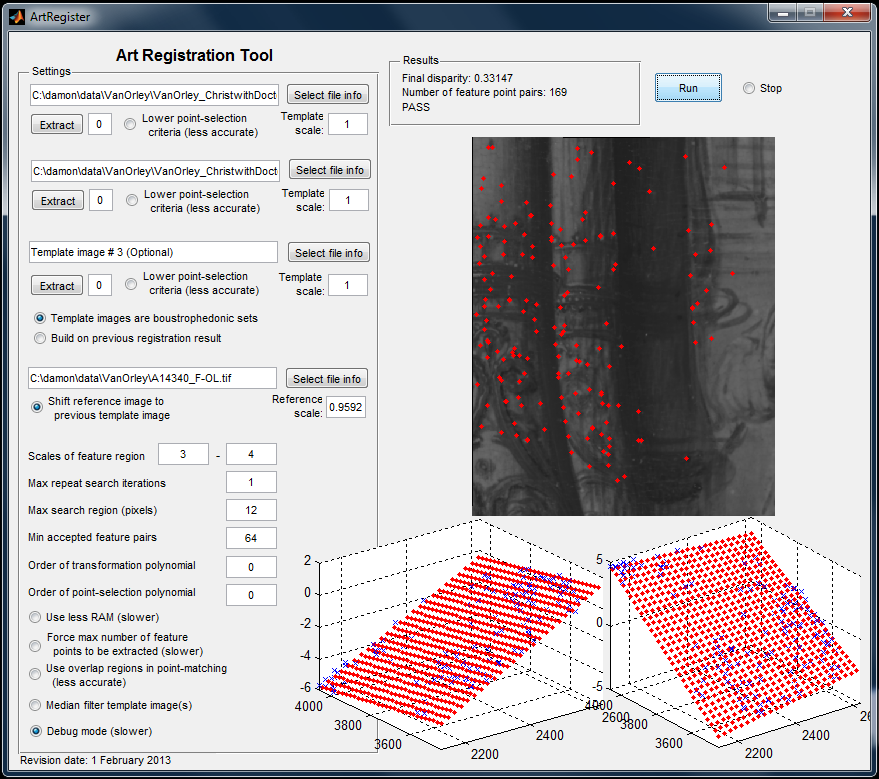 ArtRegister
Art Registration Tool
Settings
C:\damon\data\VanOrley\VanOrley_ChristwithDoct
Select file info
Extract
0
Lower point-selection
criteria (less accurate)
Template
scale:
1
C:\damon\data\VanOrley\VanOrley_ChristwithDoct
Select file info
Extract
0
Lower point-selection
criteria (less accurate)
Template
scale:
1
Template image # 3 (Optional)
Select file info
Extract
0
Lower point-selection
criteria (less accurate)
Template
scale:
1
Template images are boustrophedonic sets
Build on previous registration result
C:\damon\data\VanOrley\A14340_F-OL.tif
Select file info
Shift reference image to
previous template image
Reference
scale:
0.9592
Scales of feature region
3
-
4
Max repeat search iterations
1
Max search region (pixels)
12
Min accepted feature pairs
64
Order of transformation polynomial
0
Order of point-selection polynomial
0
Use less RAM (slower)
Force max number of feature
points to be extracted (slower)
Use overlap regions in point-matching
(less accurate)
Median filter template image(s)
Debug mode (slower)
Revision date: 1 February 2013
Results
Final disparity: 0.33147
Number of feature point pairs: 169
PASS
Run
Stop
2
0
-2
-4
-6
4000
3800
3600
2200
2400
2600
5
0
-5
4000
3800
3600
2200
2400
26